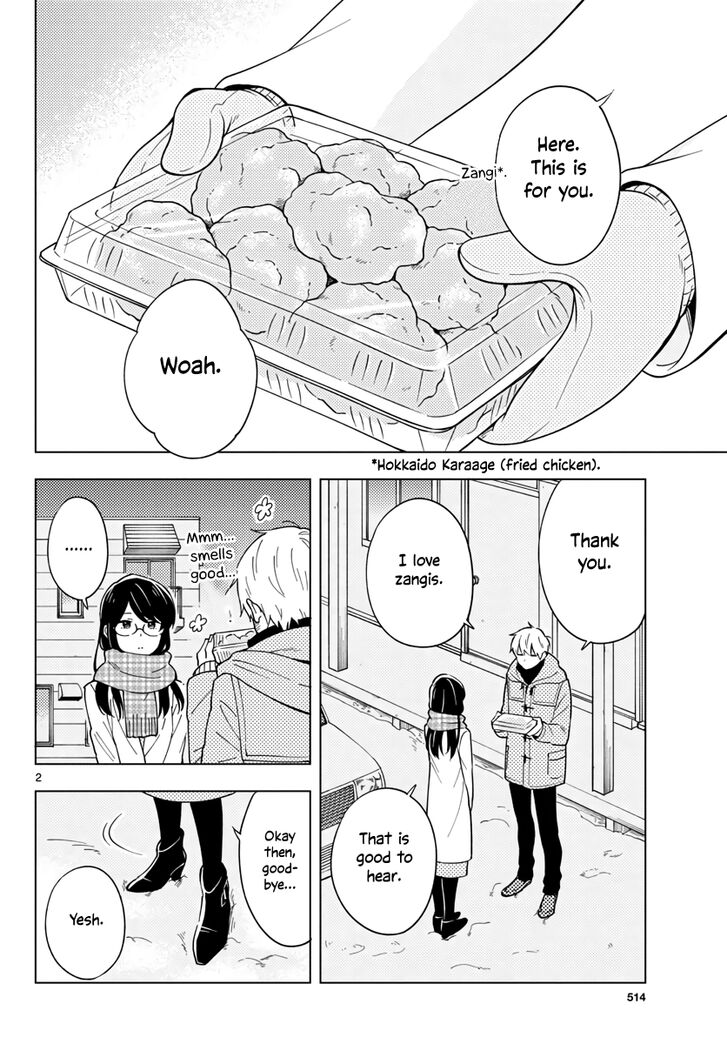 Here.
This is
for you.
Zangi*.
Woah.
*Hokkaido Karaage (fried chicken).
Thank
you.
I love
zangis.
That is
good to
hear.
......
Mmm...
smells
good...
2
Okay
then,
good-
bye...
Yesh.
514